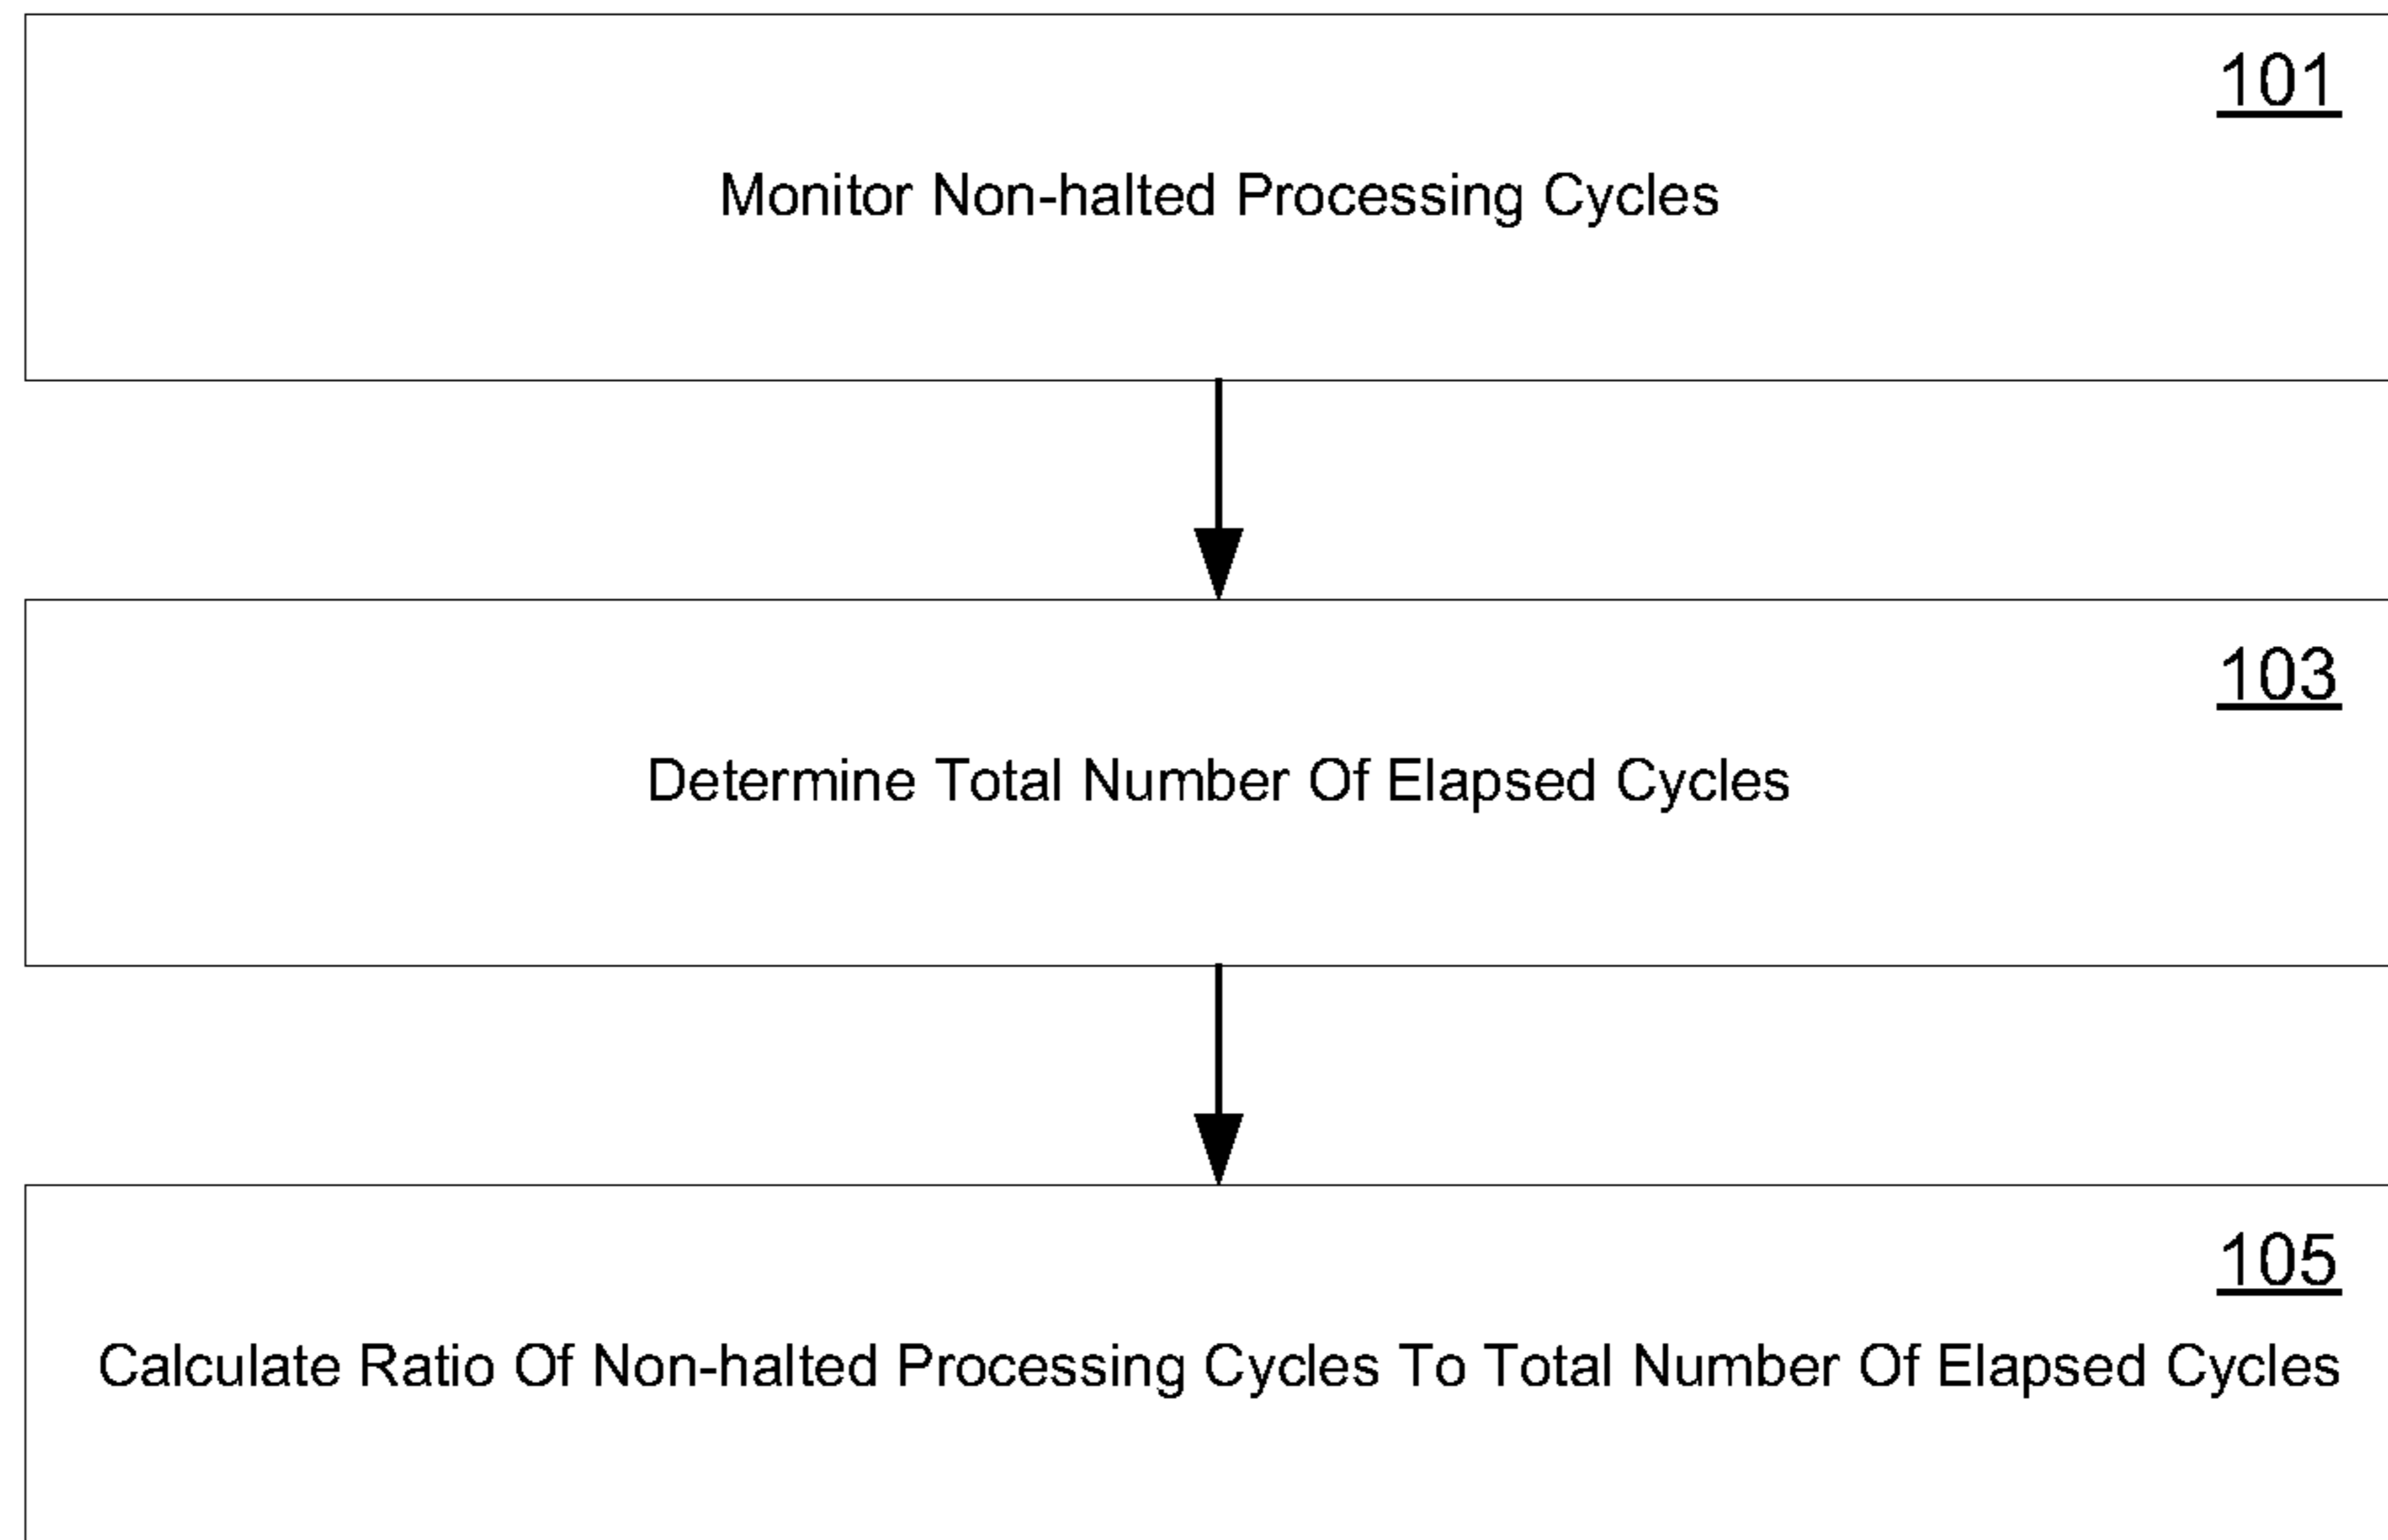 101
Monitor Non-halted Processing Cycles
103
Determine Total Number Of Elapsed Cycles
105
Calculate Ratio Of Non-halted Processing Cycles To Total Number Of Elapsed Cycles